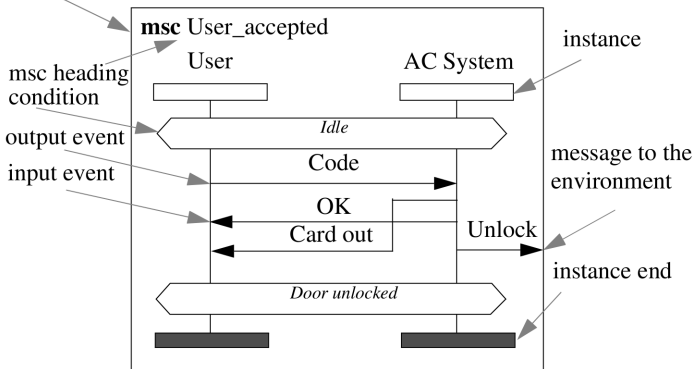 msc User_accepted
instance
User
AC System
msc heading
condition
Idle
output event
Code
message to the
environment
input event
OK
Card out
Unlock
instance end
Door unlocked